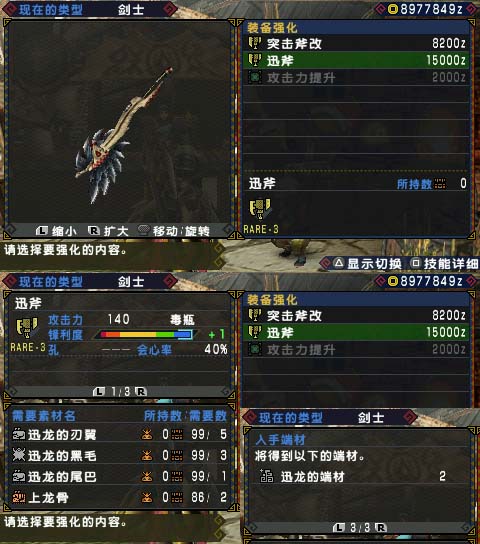 现在的类型 剑士
8977849z
装备强化
突击斧改 8200z
迅斧 15000z
攻击力提升 2000z
迅斧 所持数 0
RARE-3
L 缩小 R 扩大 移动/旋转
请选择要强化的内容。
△显示切换 □技能详细
现在的类型 剑士
8977849z
迅斧
攻击力 140 毒瓶
锋利度 +1
RARE-3
孔 --- 会心率 40%
L 1/3 R
装备强化
突击斧改 8200z
迅斧 15000z
攻击力提升 2000z
需要素材名 所持数/需要数
迅龙的刃翼 0 99/ 5
迅龙的黑毛 0 99/ 3
迅龙的尾巴 0 99/ 1
上龙骨 0 86/ 2
请选择要强化的内容。
现在的类型 剑士
入手端材
将得到以下的端材。
迅龙的端材 2
L 3/3 R